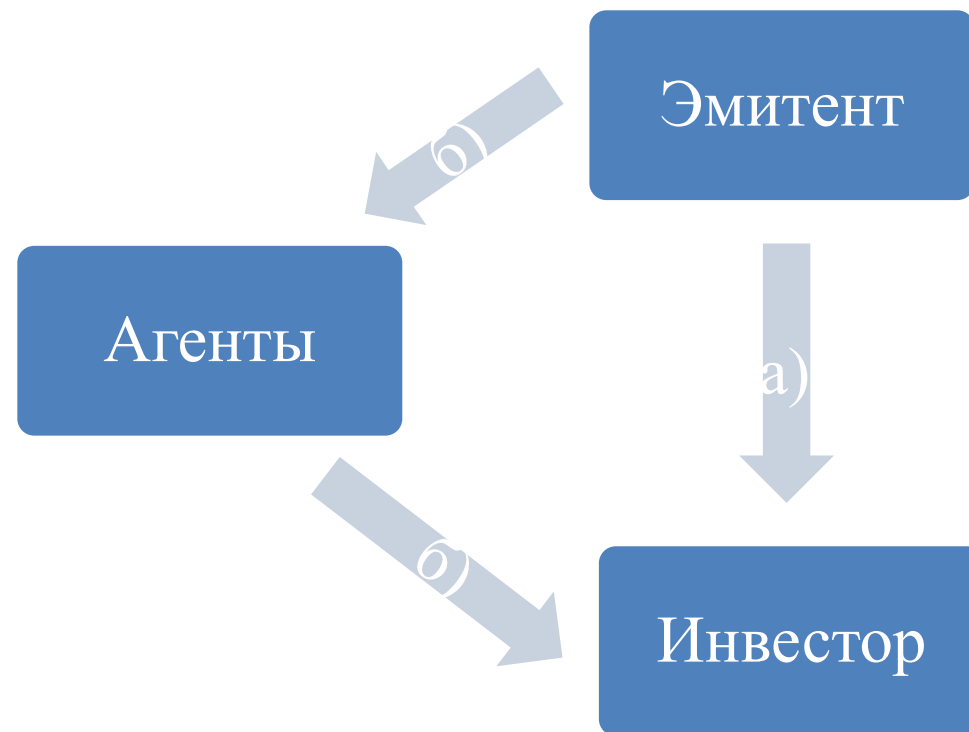 Эмитент
б)
Агенты
а)
б)
Инвестор